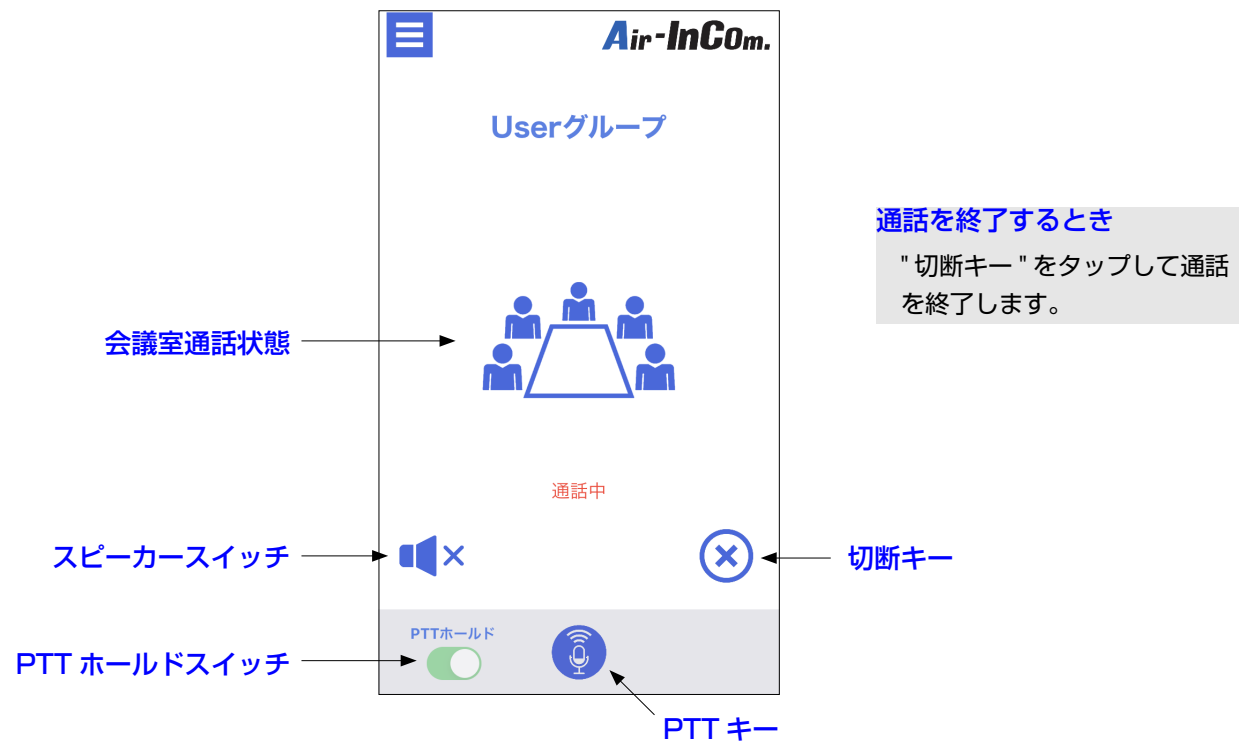 Air-InCom.
Userグループ
通話を終了するとき
"切断キー"をタップして通話
を終了します。
会議室通話状態
通話中
スピーカースイッチ
切断キー
PTTホールド
PTT ホールドスイッチ
PTT キー